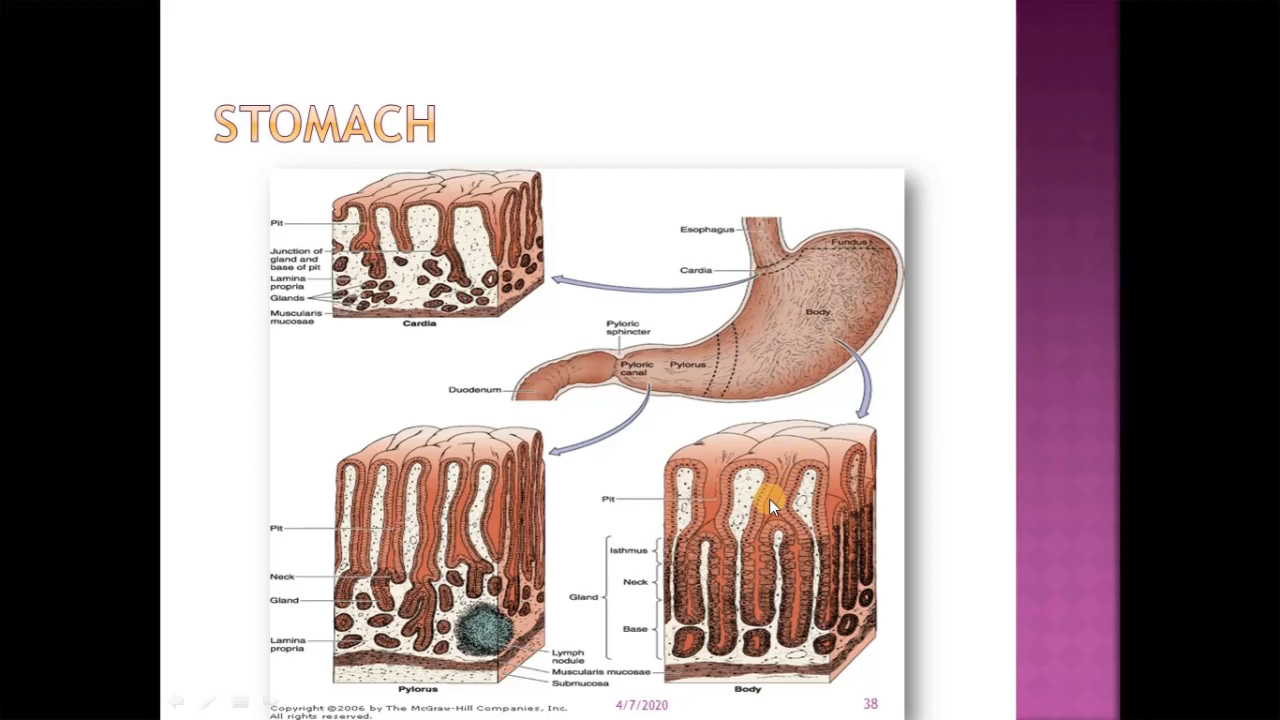 STOMACH
Pit
Junction of
gland and
base of pit
Lamina
propria
Glands
Muscularis
mucosae
Cardia
Esophagus
Fundus
Cardia
Body
Pyloric
sphincter
Pyloric
canal
Pylorus
Duodenum
Pit
Neck
Gland
Lamina
propria
Lymph
nodule
Muscularis mucosae
Submucosa
Pylorus
Pit
Isthmus
Neck
Gland
Base
Body
Copyright ©2006 by The McGraw-Hill Companies, Inc.
All rights reserved.
4/7/2020
38